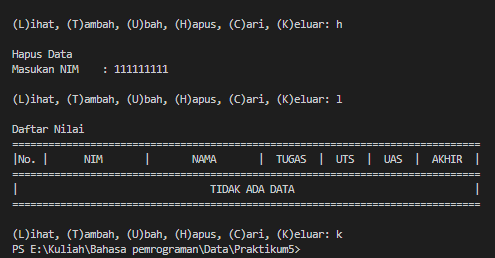 (L)ihat, (T)ambah, (U)bah, (H)apus, (C)ari, (K)eluar: h
Hapus Data
Masukan NIM    : 111111111
(L)ihat, (T)ambah, (U)bah, (H)apus, (C)ari, (K)eluar: l
Daftar Nilai
==========================================================================
|No. |      NIM      |       NAMA       | TUGAS |  UTS  |  UAS  | AKHIR |
==========================================================================
|                              TIDAK ADA DATA                            |
==========================================================================
(L)ihat, (T)ambah, (U)bah, (H)apus, (C)ari, (K)eluar: k
PS E:\Kuliah\Bahasa pemrograman\Data\Praktikum5>